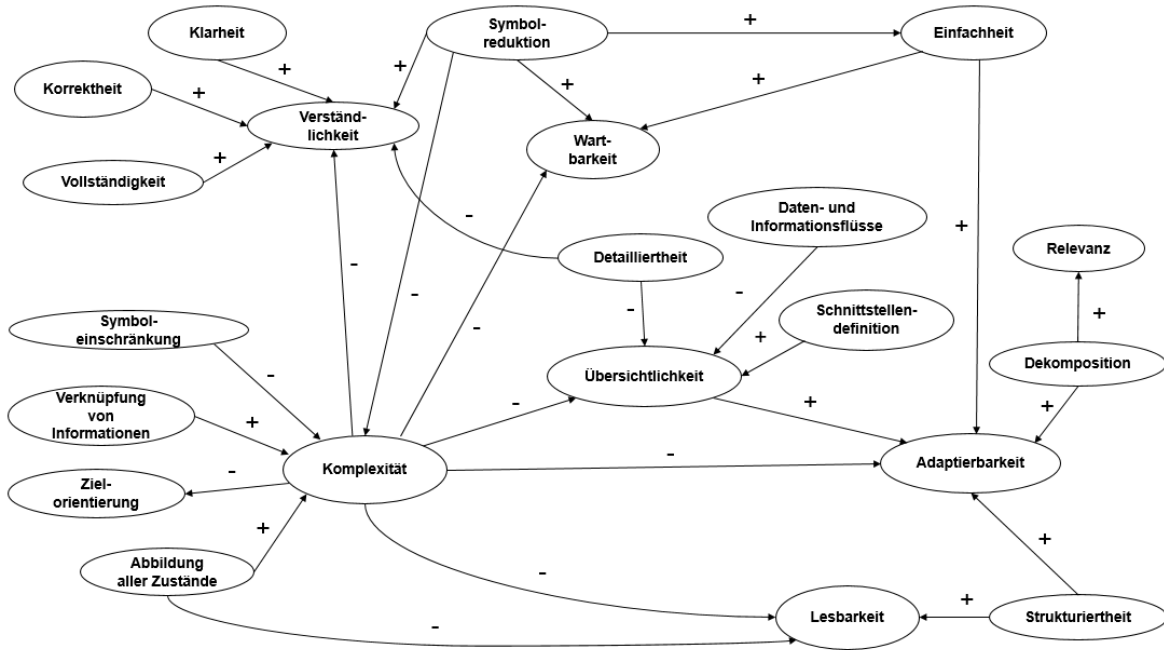 Klarheit
+
Symbol-
reduktion
+
Einfachheit
Korrektheit
+
+
+
+
Verständ-
lichkeit
Wart-
barkeit
Vollständigkeit
+
-
Daten- und
Informationsflüsse
+
Detailliertheit
Relevanz
-
-
-
-
-
+
+
Schnittstellen-
definition
Symbol-
einschränkung
Dekomposition
-
Übersichtlichkeit
+
Verknüpfung
von
Informationen
+
-
+
Komplexität
-
Adaptierbarkeit
Ziel-
orientierung
-
+
+
Abbildung
aller Zustände
-
-
Lesbarkeit
+
Strukturiertheit